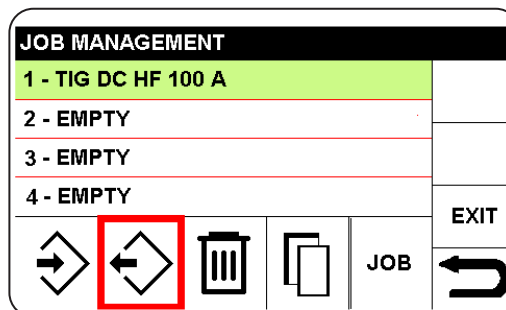 JOB MANAGEMENT
1 - TIG DC HF 100 A
2 - EMPTY
3 - EMPTY
4 - EMPTY
EXIT
JOB